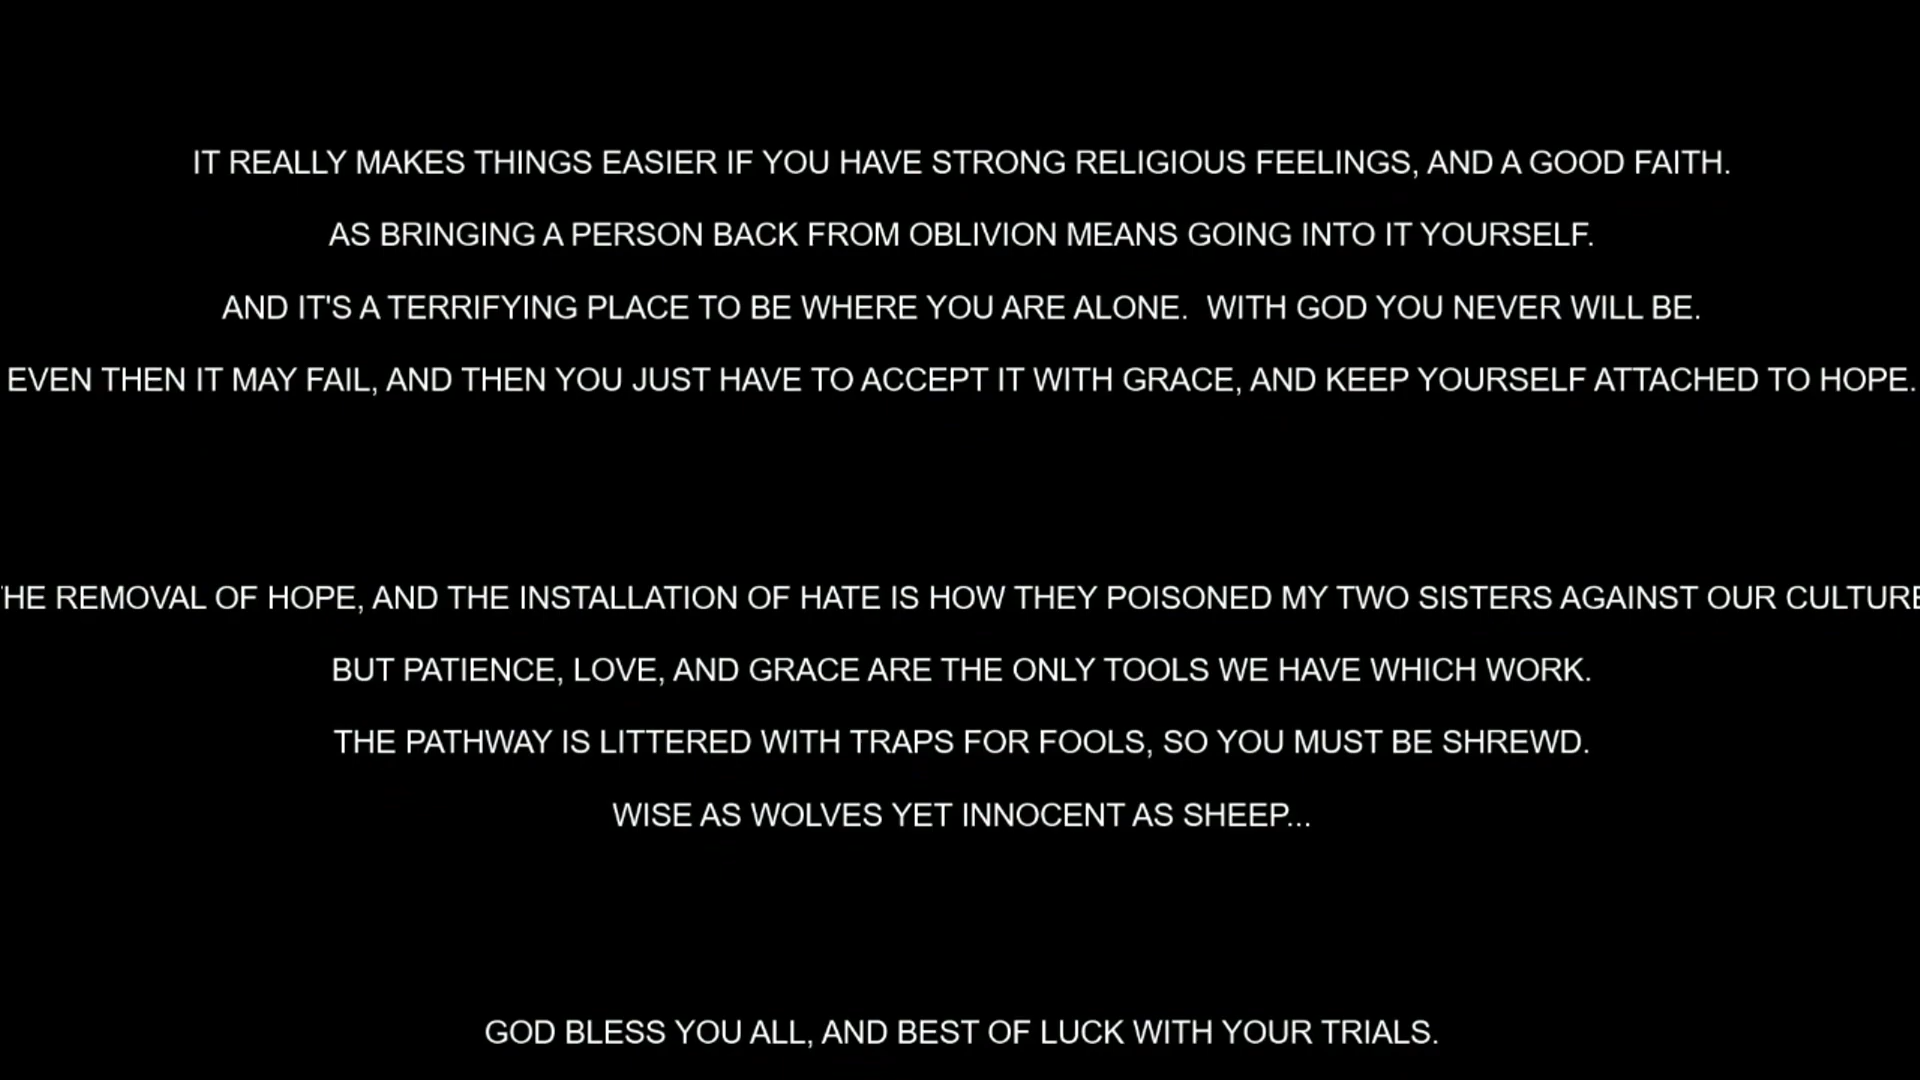 IT REALLY MAKES THINGS EASIER IF YOU HAVE STRONG RELIGIOUS FEELINGS, AND A GOOD FAITH.
AS BRINGING A PERSON BACK FROM OBLIVION MEANS GOING INTO IT YOURSELF.
AND IT'S A TERRIFYING PLACE TO BE WHERE YOU ARE ALONE.  WITH GOD YOU NEVER WILL BE.
EVEN THEN IT MAY FAIL, AND THEN YOU JUST HAVE TO ACCEPT IT WITH GRACE, AND KEEP YOURSELF ATTACHED TO HOPE.
THE REMOVAL OF HOPE, AND THE INSTALLATION OF HATE IS HOW THEY POISONED MY TWO SISTERS AGAINST OUR CULTURE
BUT PATIENCE, LOVE, AND GRACE ARE THE ONLY TOOLS WE HAVE WHICH WORK.
THE PATHWAY IS LITTERED WITH TRAPS FOR FOOLS, SO YOU MUST BE SHREWD.
WISE AS WOLVES YET INNOCENT AS SHEEP...
GOD BLESS YOU ALL, AND BEST OF LUCK WITH YOUR TRIALS.